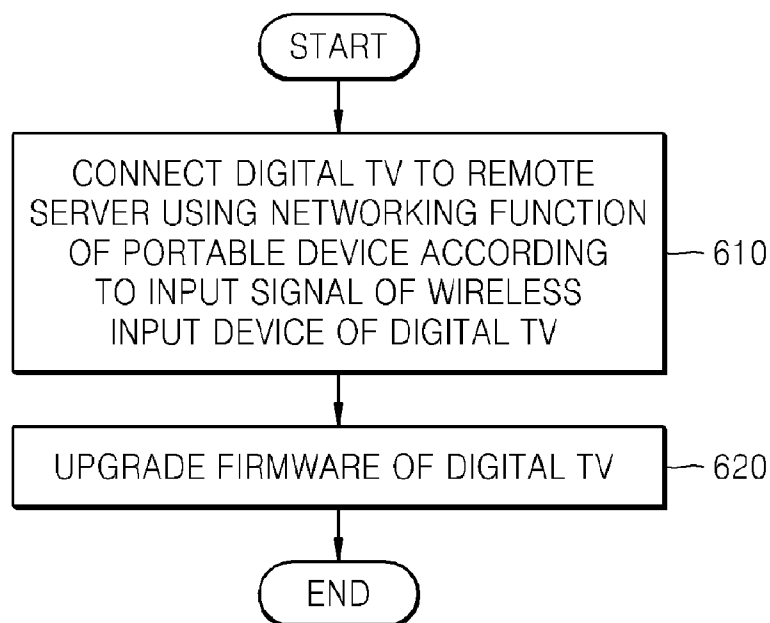 START
CONNECT DIGITAL TV TO REMOTE
SERVER USING NETWORKING FUNCTION
OF PORTABLE DEVICE ACCORDING
TO INPUT SIGNAL OF WIRELESS
INPUT DEVICE OF DIGITAL TV
610
UPGRADE FIRMWARE OF DIGITAL TV
620
END